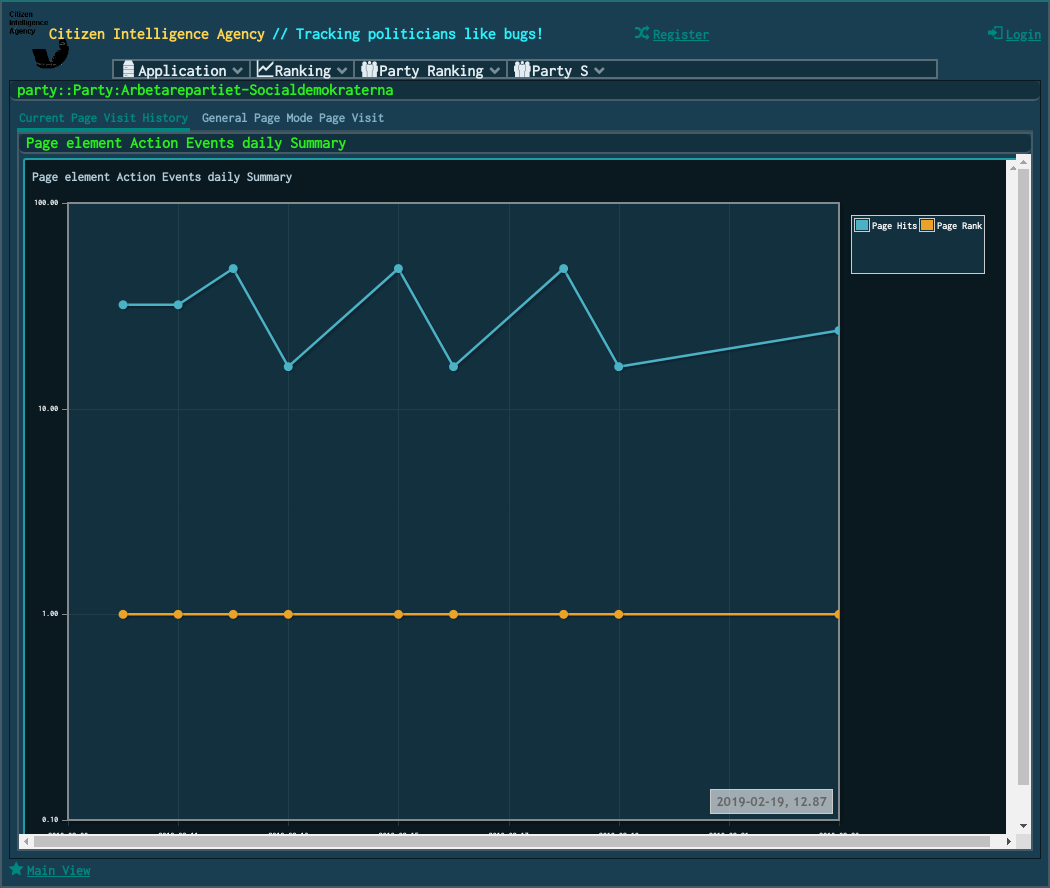 Citizen
Intelligence
Agency
Citizen Intelligence Agency // Tracking politicians like bugs!
Register
Login
Application
Ranking
Party Ranking
Party S
party::Party:Arbetarepartiet-Socialdemokraterna
Current Page Visit History
General Page Mode Page Visit
Page element Action Events daily Summary
Page element Action Events daily Summary
100.00
Page Hits
Page Rank
10.00
1.00
2019-02-19, 12.87
0.10
Main View